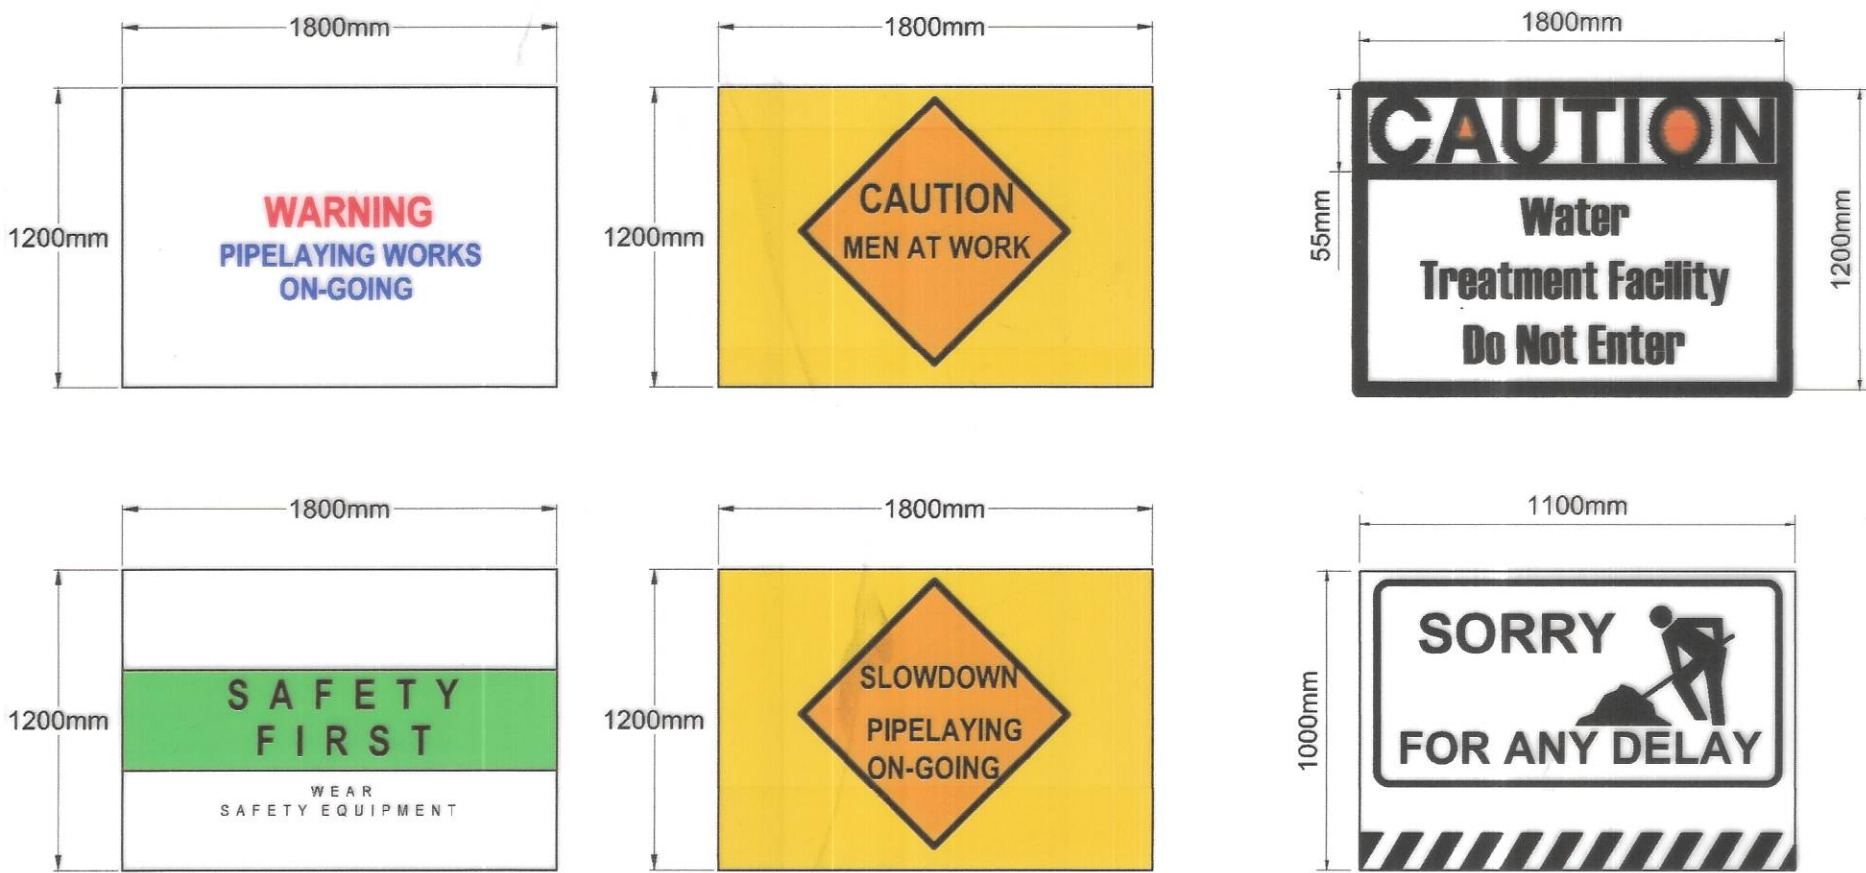 1800mm
1200mm
WARNING
PIPELAYING WORKS
ON-GOING
1800mm
1200mm
CAUTION
MEN AT WORK
1800mm
55mm
1200mm
CAUTION
Water
Treatment Facility
Do Not Enter
1800mm
1200mm
SAFETY
FIRST
WEAR
SAFETY EQUIPMENT
1800mm
1200mm
SLOWDOWN
PIPELAYING
ON-GOING
1100mm
1000mm
SORRY
FOR ANY DELAY